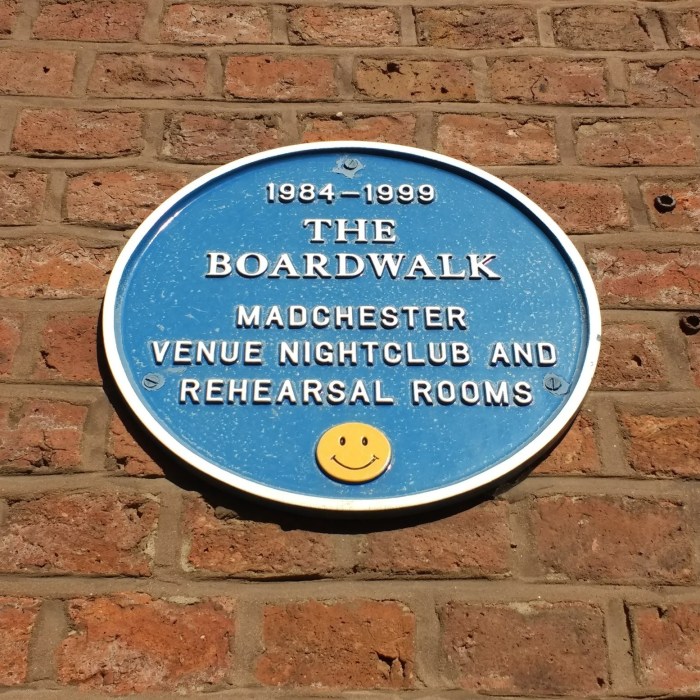 1984-1999
THE
BOARDWALK
MADCHESTER
VENUE NIGHTCLUB AND
REHEARSAL ROOMS